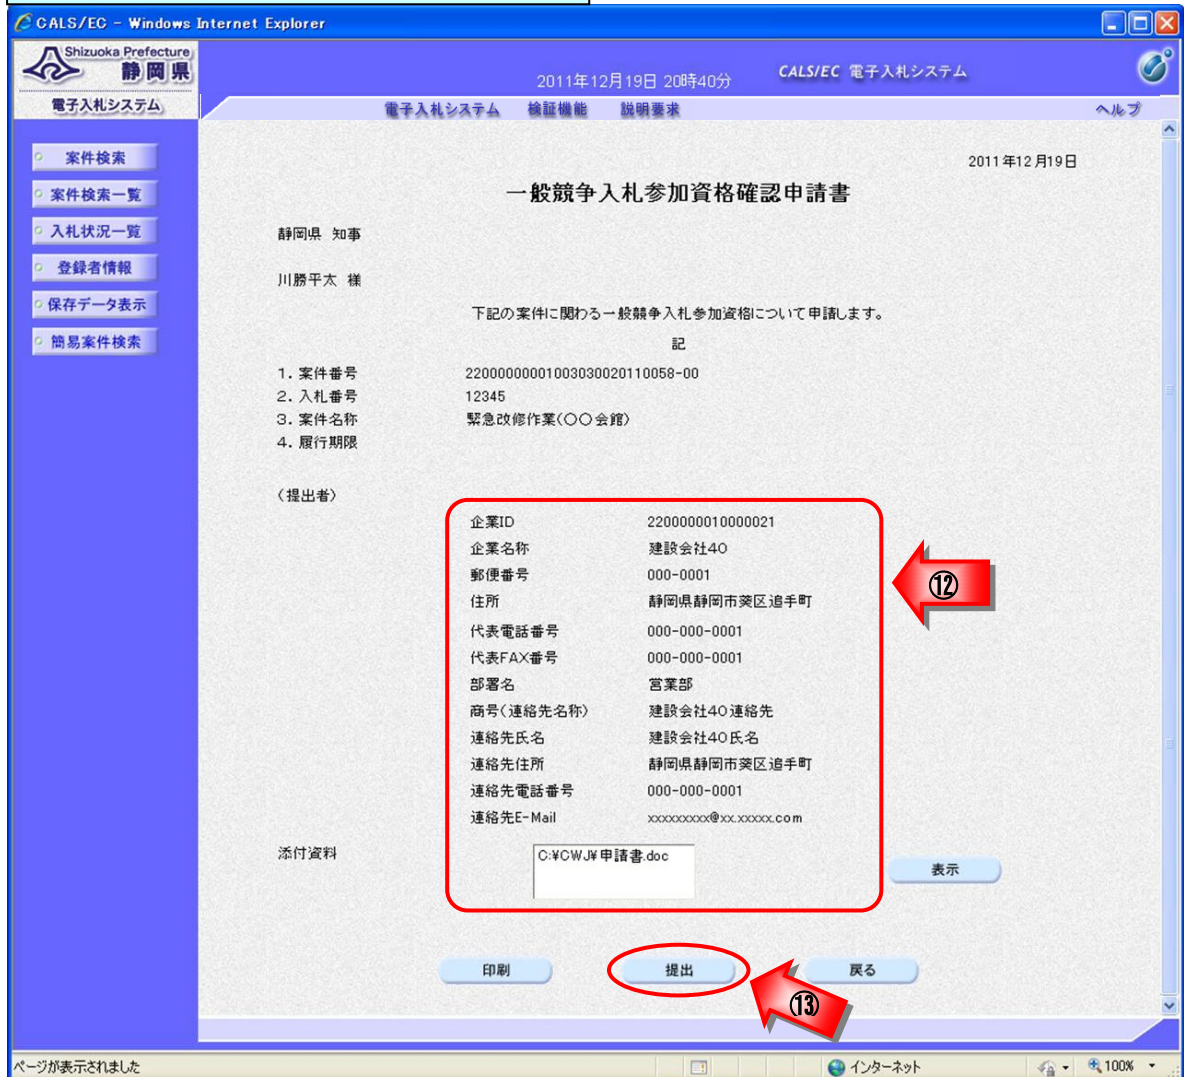 CALS/EC - Windows Internet Explorer
Shizuoka Prefecture
静岡県
電子入札システム
2011年12月19日 20時40分
CALS/EC 電子入札システム
電子入札システム 検証機能 説明要求 ヘルプ
案件検索
案件検索一覧
入札状況一覧
登録者情報
保存データ表示
簡易案件検索
2011年12月19日
一般競争入札参加資格確認申請書
静岡県 知事
川勝平太 様
下記の案件に関わる一般競争入札参加資格について申請します。
記
1. 案件番号 22000000001003030020110058-00
2. 入札番号 12345
3. 案件名称 緊急改修作業(〇〇会館)
4. 履行期限
(提出者)
企業ID 2200000010000021
企業名称 建設会社40
郵便番号 000-0001
住所 静岡県静岡市葵区追手町
代表電話番号 000-000-0001
代表FAX番号 000-000-0001
部署名 営業部
商号(連絡先名称) 建設会社40連絡先
連絡先氏名 建設会社40氏名
連絡先住所 静岡県静岡市葵区追手町
連絡先電話番号 000-000-0001
連絡先E-Mail xxxxxxxxx@xx.xxxxx.com
⑫
添付資料 C:¥CWJ¥申請書.doc 表示
印刷 提出 戻る
⑬
ページが表示されました インターネット 100%